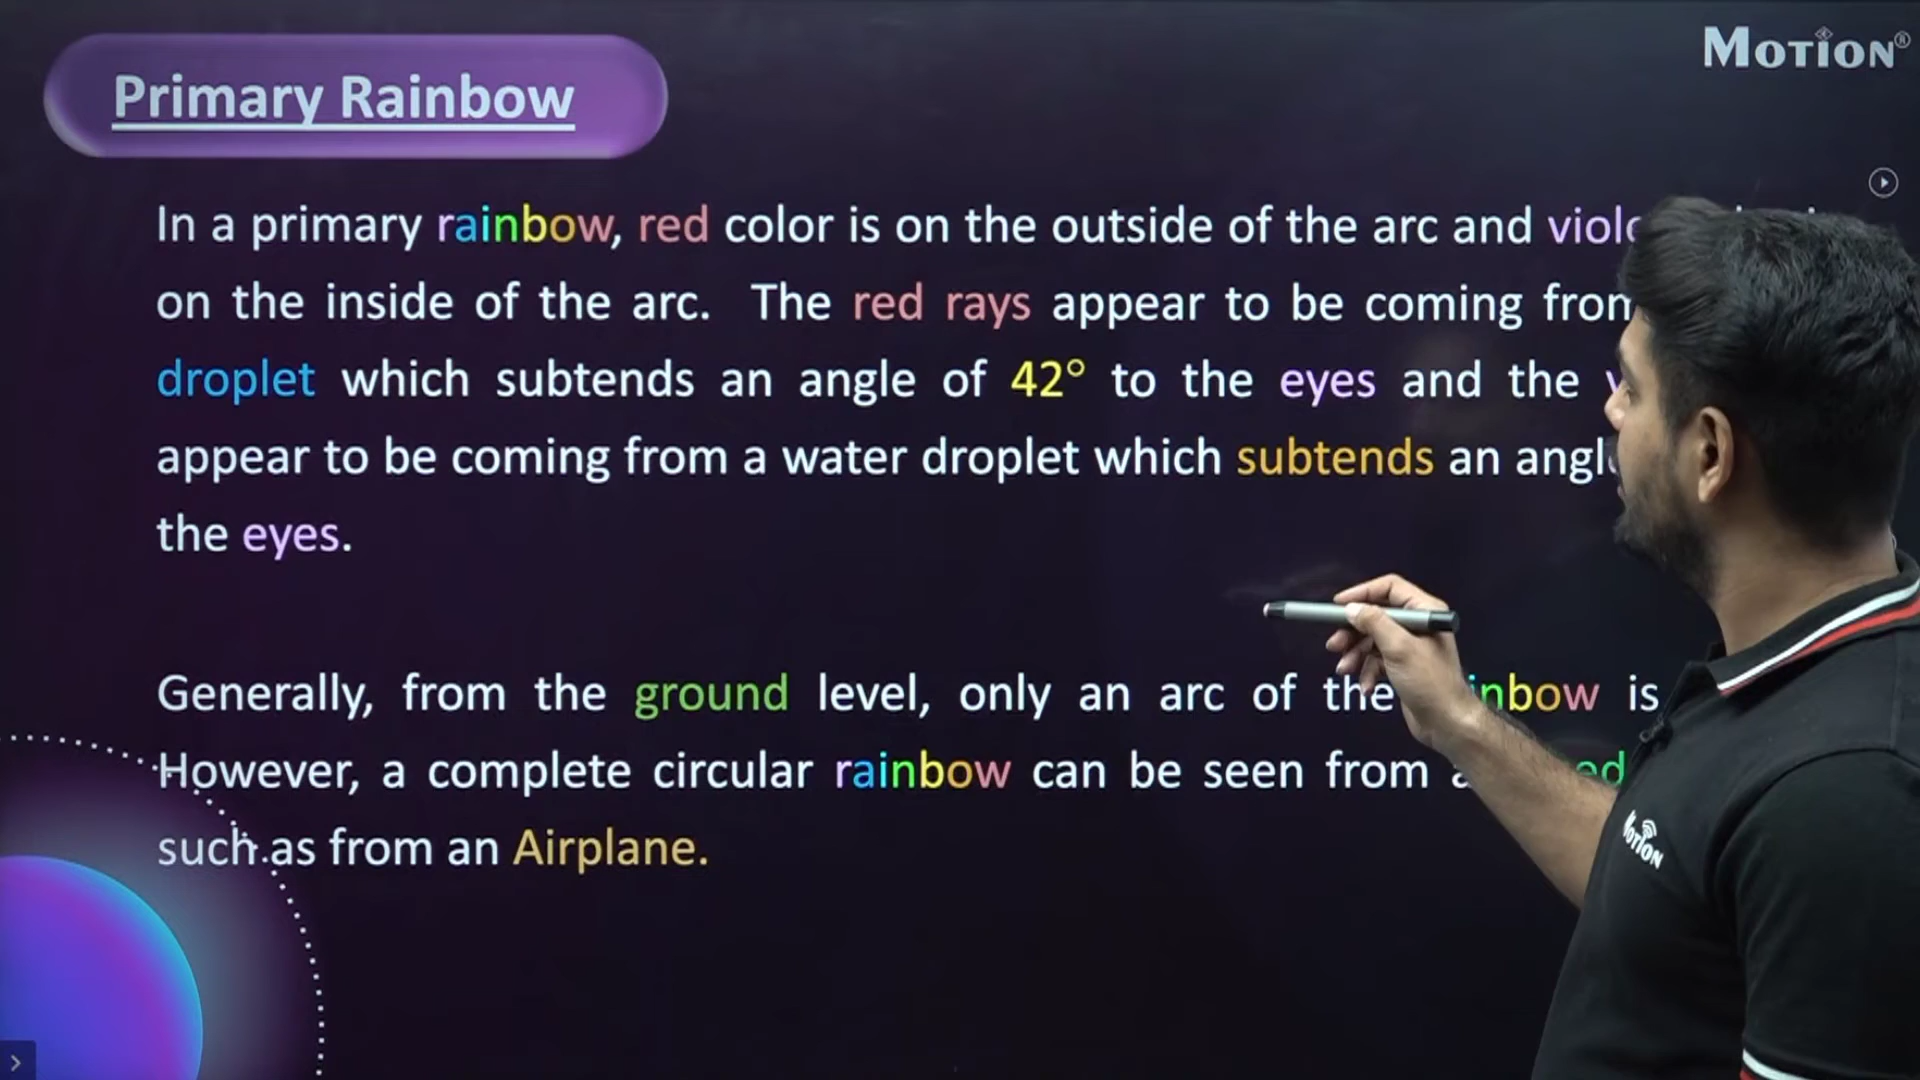 MOTION®
Primary Rainbow
In a primary rainbow, red color is on the outside of the arc and
on the inside of the arc. The red rays appear to be coming
droplet which subtends an angle of 42° to the eyes and the
appear to be coming from a water droplet which subtends an
the eyes.
Generally, from the ground level, only an arc of the is
However, a complete circular rainbow can be seen from
such as from an Airplane.
MOTION